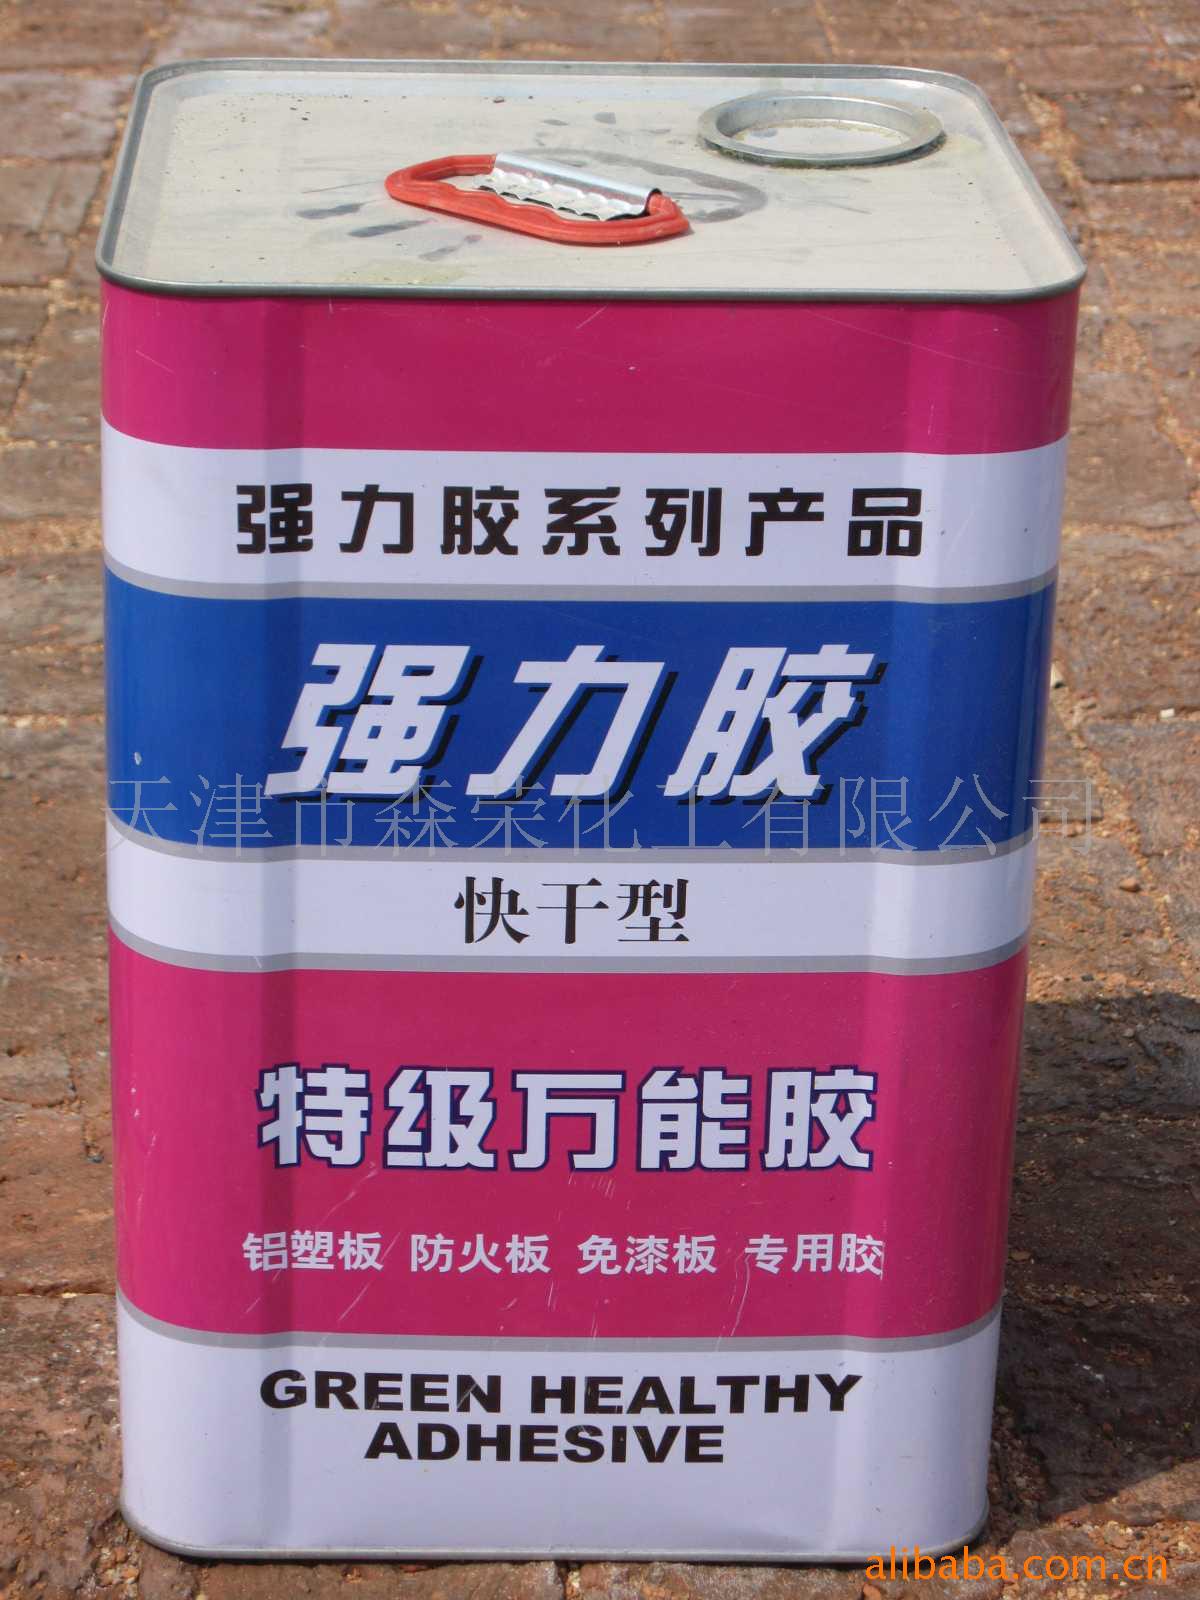 强力胶系列产品
强力胶
天津市森荣化工有限公司
快干型
特级万能胶
铝塑板 防火板 免漆板 专用胶
GREEN HEALTHY
ADHESIVE
alibaba.com.cn